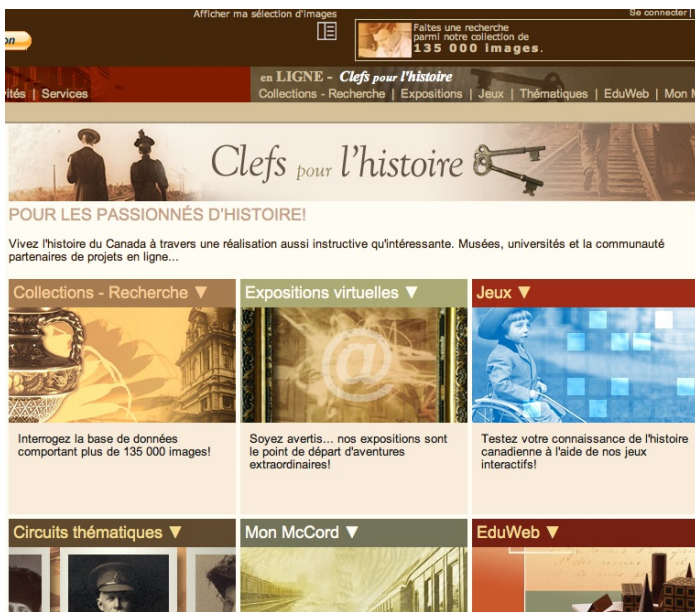 Afficher ma sélection d'images
Se connecter |
on
Faites une recherche
parmi notre collection de
135 000 images.
en LIGNE - Clefs pour l'histoire
ités | Services
Collections - Recherche | Expositions | Jeux | Thématiques | EduWeb | Mon M
Clefs pour l'histoire
POUR LES PASSIONNÉS D'HISTOIRE!
Vivez l'histoire du Canada à travers une réalisation aussi instructive qu'intéressante. Musées, universités et la communauté
partenaires de projets en ligne...
Collections - Recherche ▼
Expositions virtuelles ▼
Jeux ▼
@
Interrogez la base de données
comportant plus de 135 000 images!
Soyez avertis... nos expositions sont
le point de départ d'aventures
extraordinaires!
Testez votre connaissance de l'histoire
canadienne à l'aide de nos jeux
interactifs!
Circuits thématiques ▼
Mon McCord ▼
EduWeb ▼